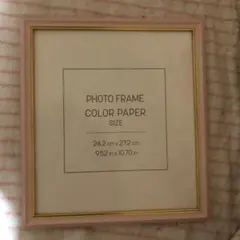 PHOTO FRAME
COLOR PAPER
SIZE
24.2 cm x 27.2 cm
9.52 in x 10.70 in